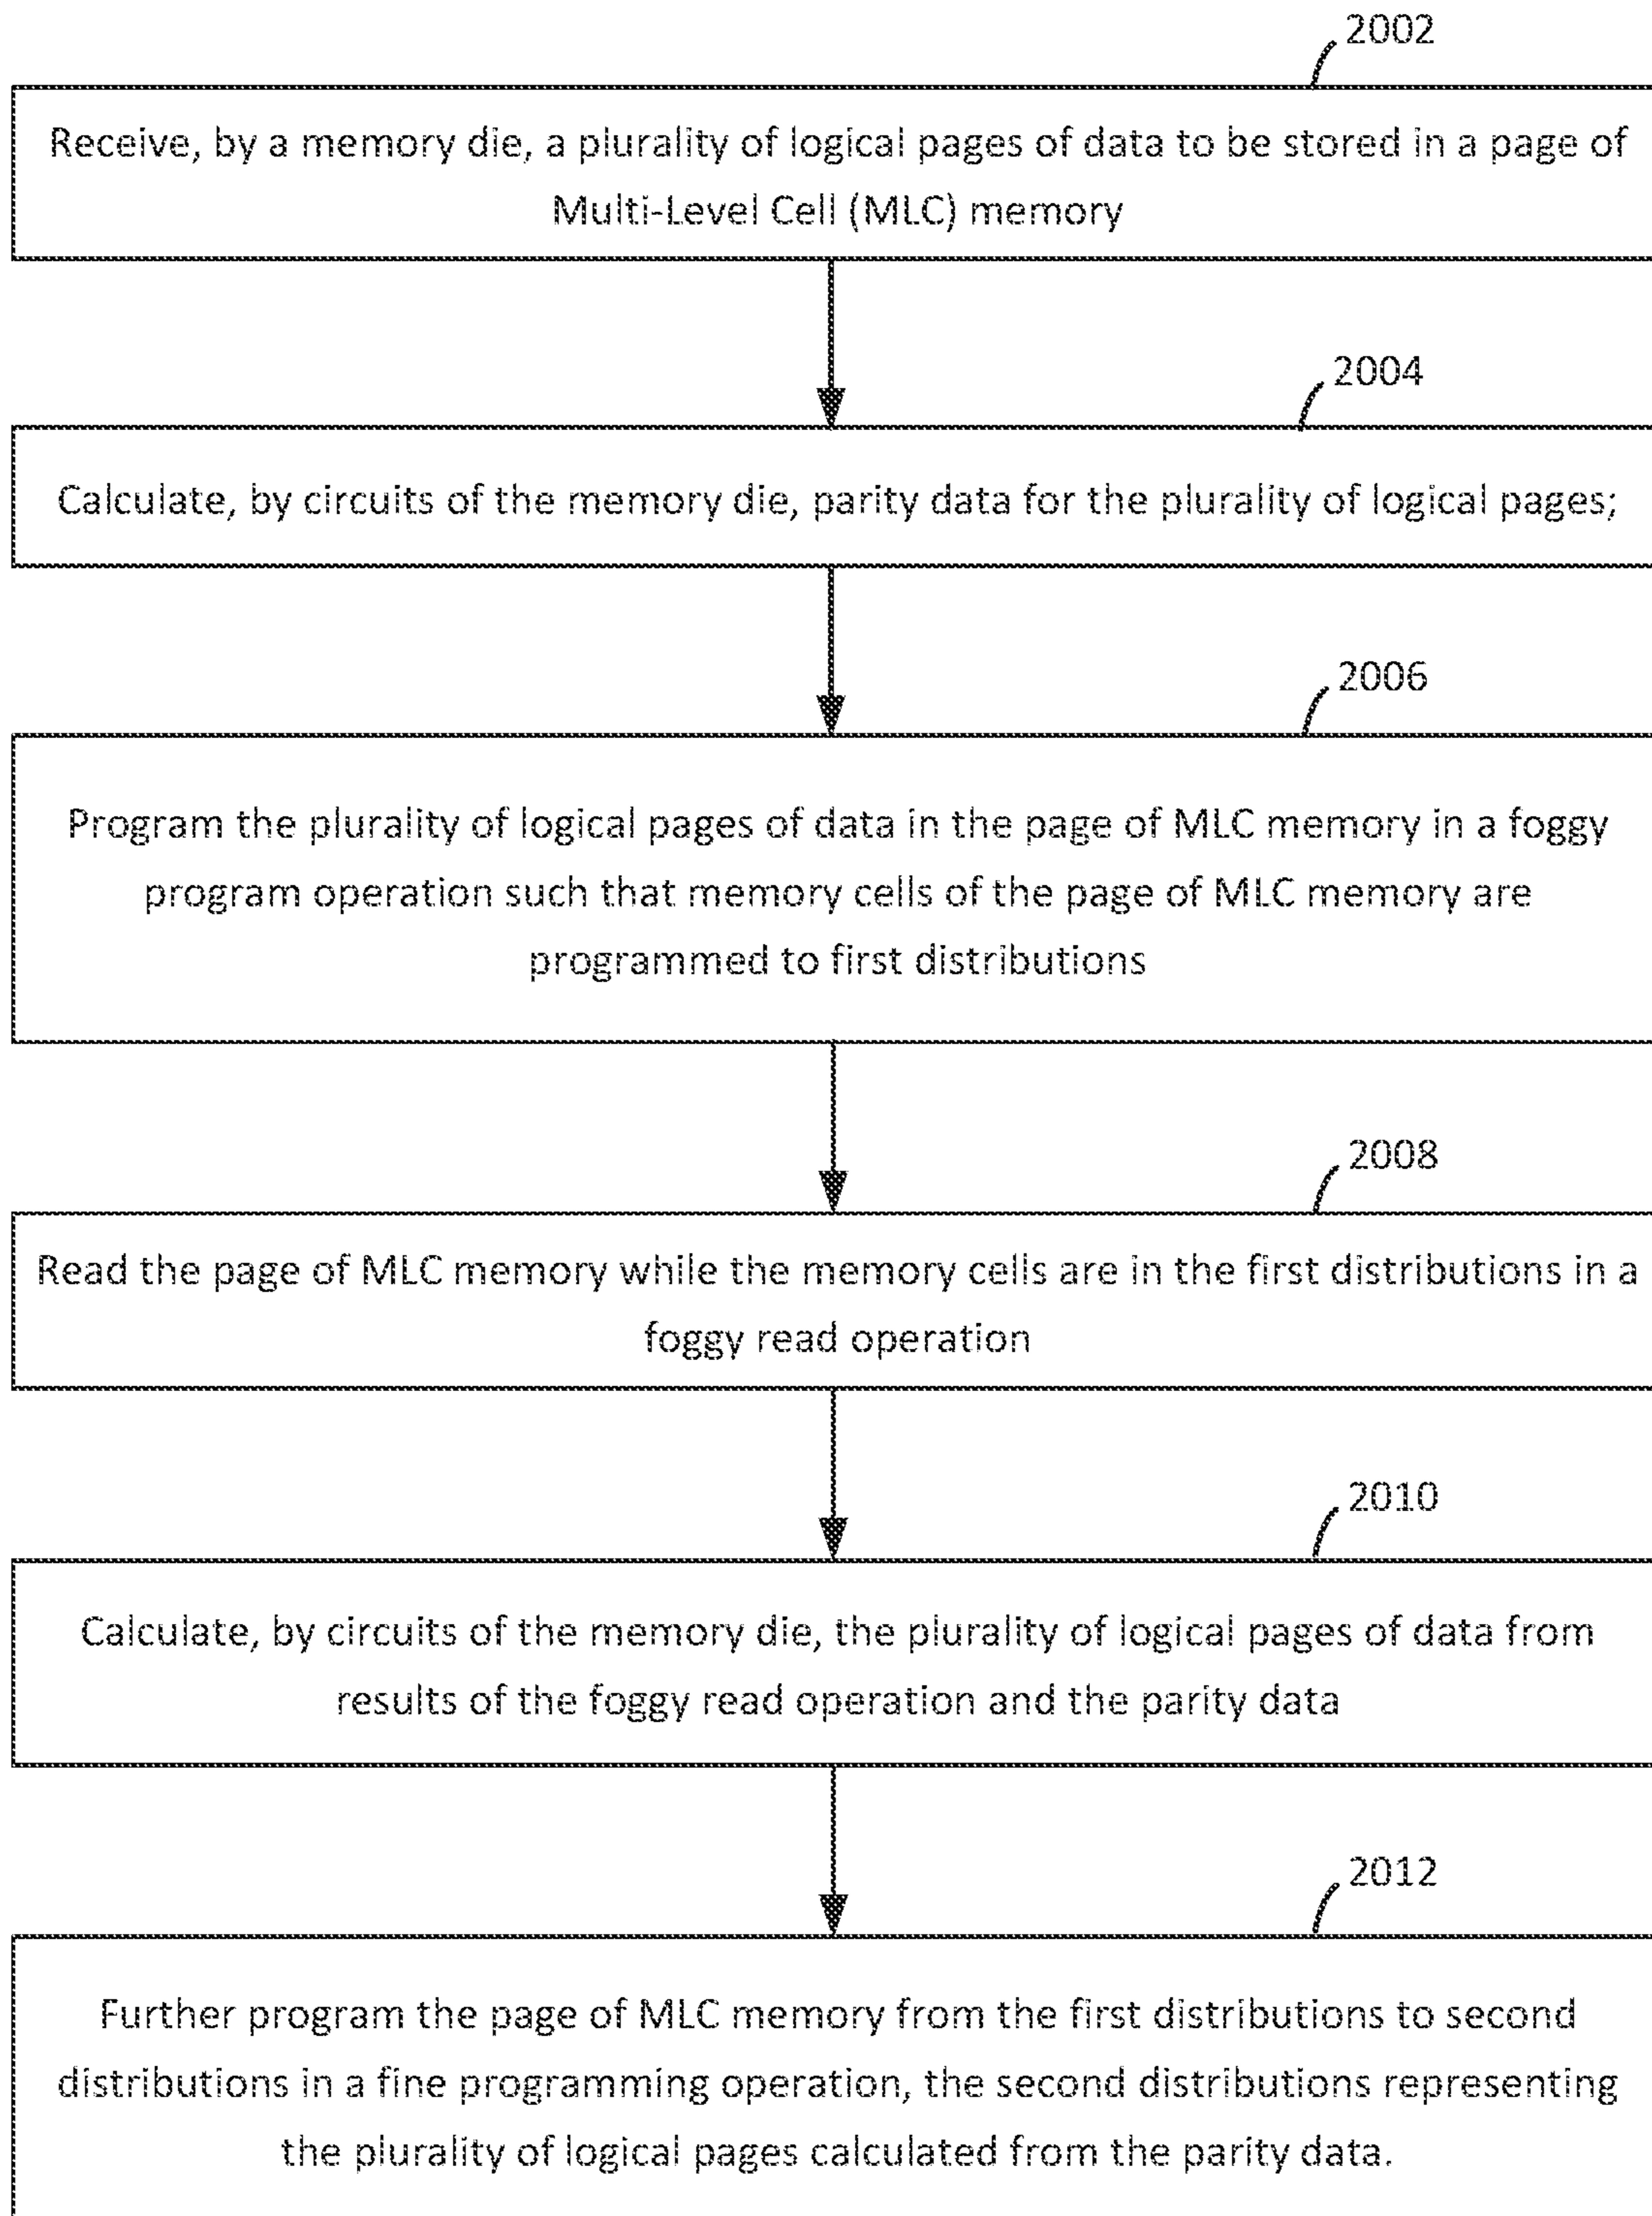 2002
Receive, by a memory die, a plurality of logical pages of data to be stored in a page of
Multi-Level Cell (MLC) memory
2004
Calculate, by circuits of the memory die, parity data for the plurality of logical pages;
2006
Program the plurality of logical pages of data in the page of MLC memory in a foggy
program operation such that memory cells of the page of MLC memory are
programmed to first distributions
2008
Read the page of MLC memory while the memory cells are in the first distributions in a
foggy read operation
2010
Calculate, by circuits of the memory die, the plurality of logical pages of data from
results of the foggy read operation and the parity data
2012
Further program the page of MLC memory from the first distributions to second
distributions in a fine programming operation, the second distributions representing
the plurality of logical pages calculated from the parity data.